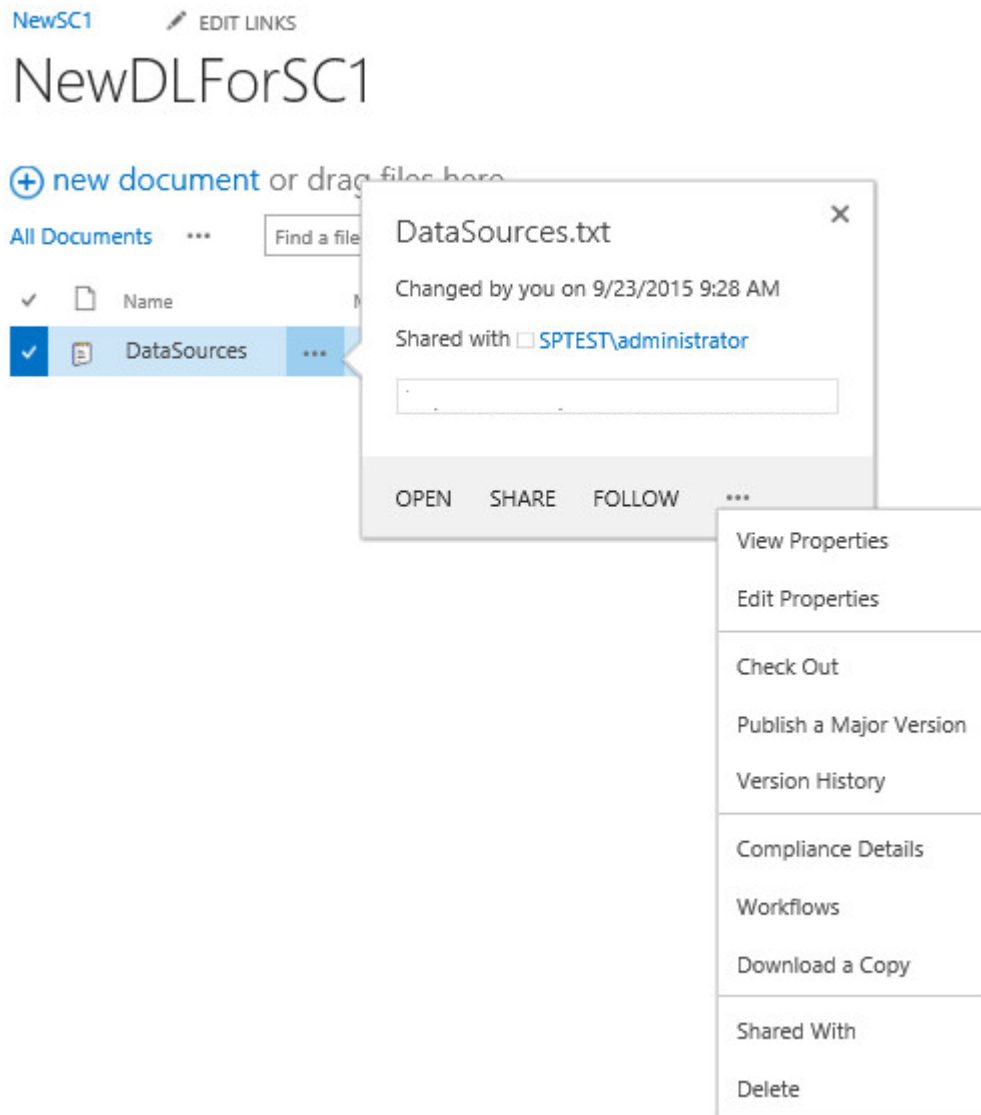 NewSC1 EDIT LINKS
NewDLForSC1
new document or drag files here
All Documents ... Find a file
Name
DataSources ...
DataSources.txt
Changed by you on 9/23/2015 9:28 AM
Shared with SPTEST\administrator
OPEN SHARE FOLLOW ...
View Properties
Edit Properties
Check Out
Publish a Major Version
Version History
Compliance Details
Workflows
Download a Copy
Shared With
Delete